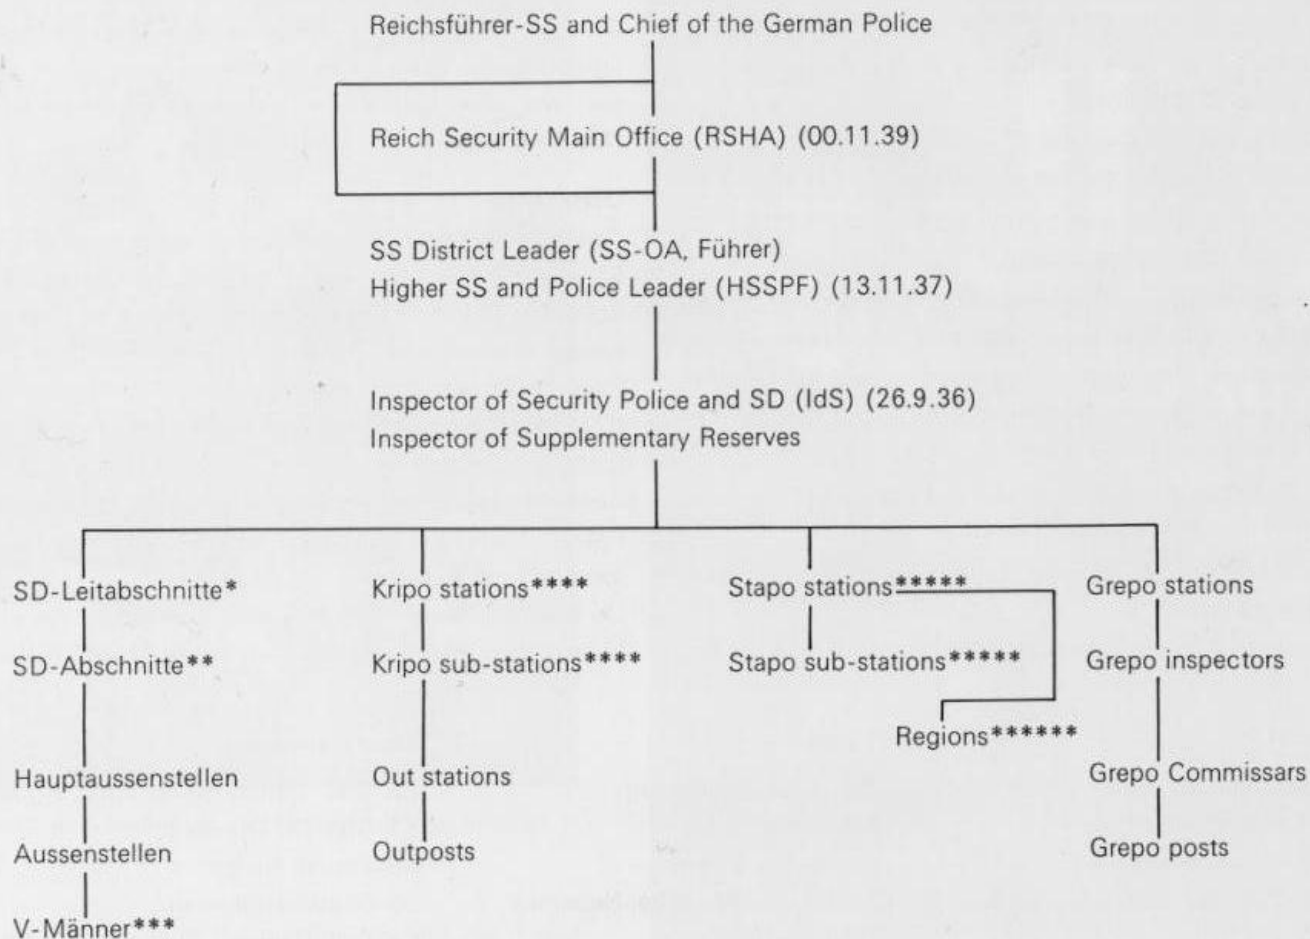 Reichsführer-SS and Chief of the German Police
Reich Security Main Office (RSHA) (00.11.39)
SS District Leader (SS-OA, Führer)
Higher SS and Police Leader (HSSPF) (13.11.37)
Inspector of Security Police and SD (IdS) (26.9.36)
Inspector of Supplementary Reserves
SD-Leitabschnitte*
Kripo stations****
Stapo stations*****
Grepo stations
SD-Abschnitte**
Kripo sub-stations****
Stapo sub-stations*****
Grepo inspectors
Regions******
Hauptaussenstellen
Out stations
Grepo Commissars
Aussenstellen
Outposts
Grepo posts
V-Männer***